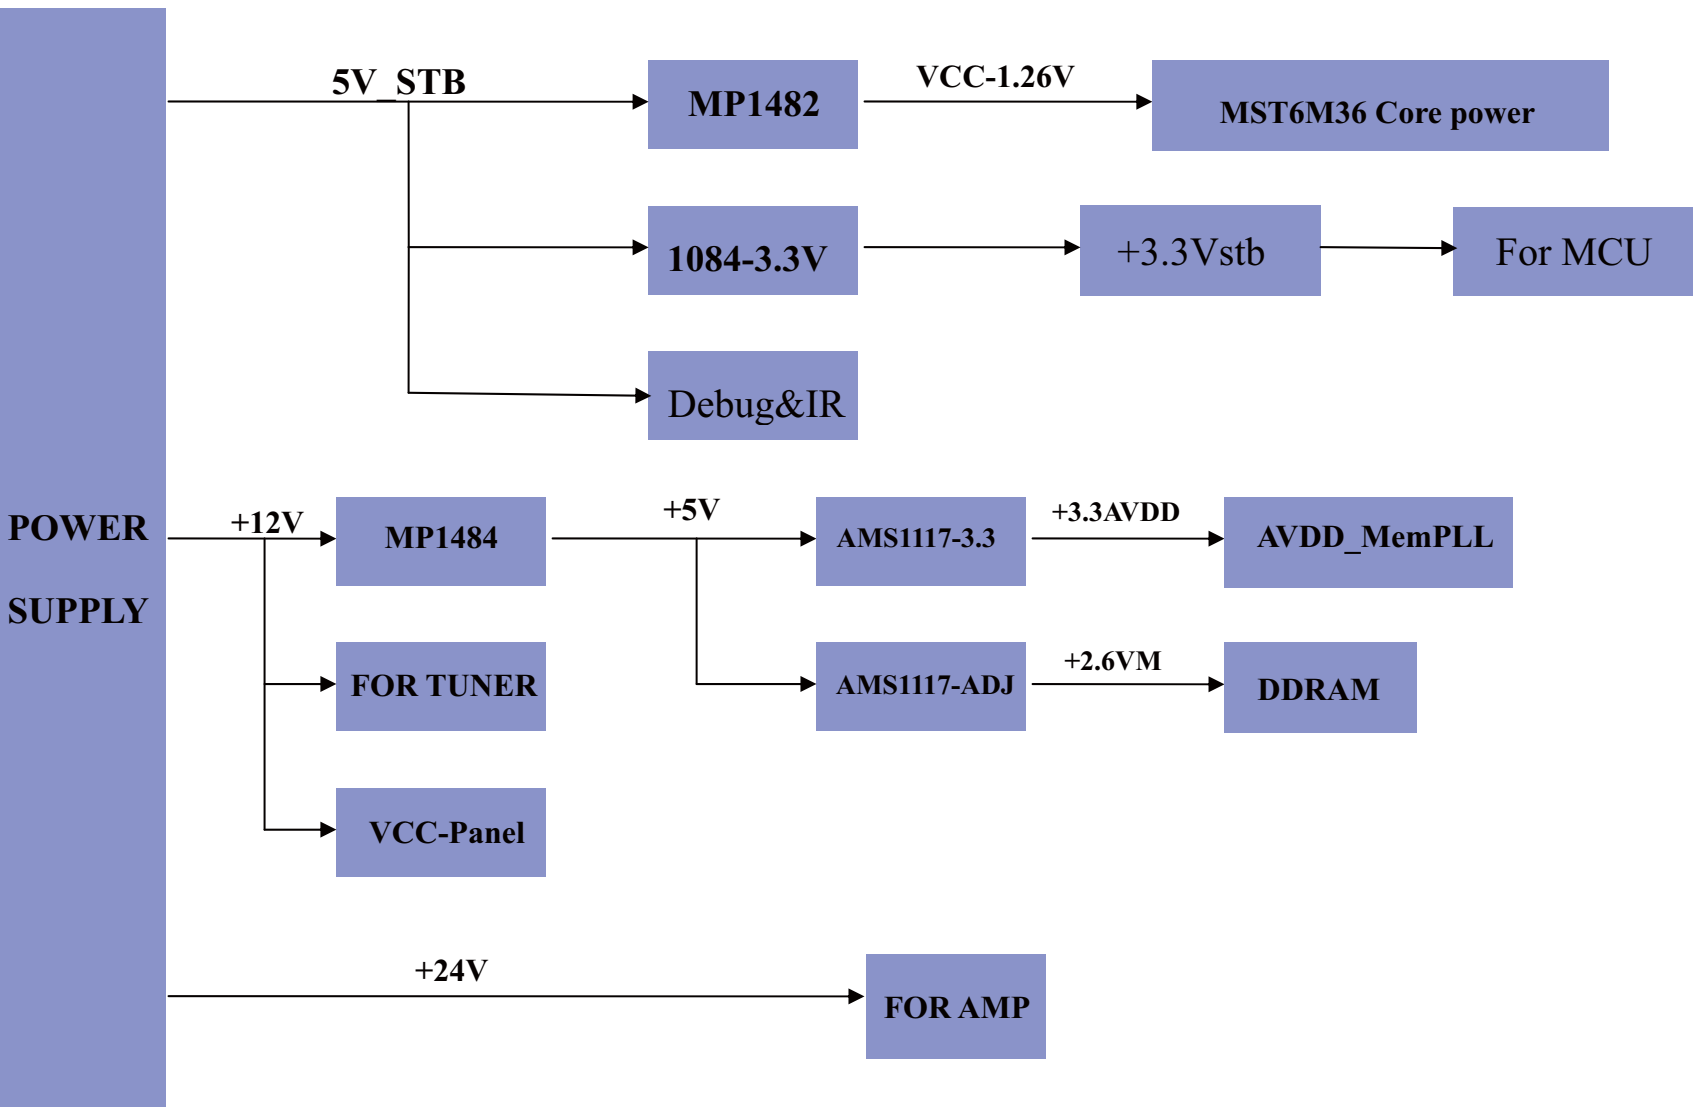 5V_STB
MP1482
VCC-1.26V
MST6M36 Core power
1084-3.3V
+3.3Vstb
For MCU
Debug&IR
POWER
SUPPLY
+12V
MP1484
+5V
AMS1117-3.3
+3.3AVDD
AVDD_MemPLL
FOR TUNER
AMS1117-ADJ
+2.6VM
DDRAM
VCC-Panel
+24V
FOR AMP